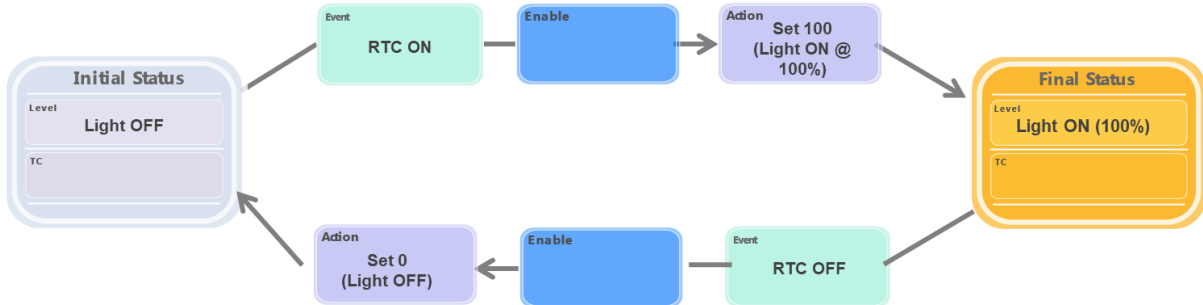 Event
RTC ON
Enable
Action
Set 100
(Light ON @
100%)
Initial Status
Level
Light OFF
TC
Final Status
Level
Light ON (100%)
TC
Action
Set 0
(Light OFF)
Enable
Event
RTC OFF